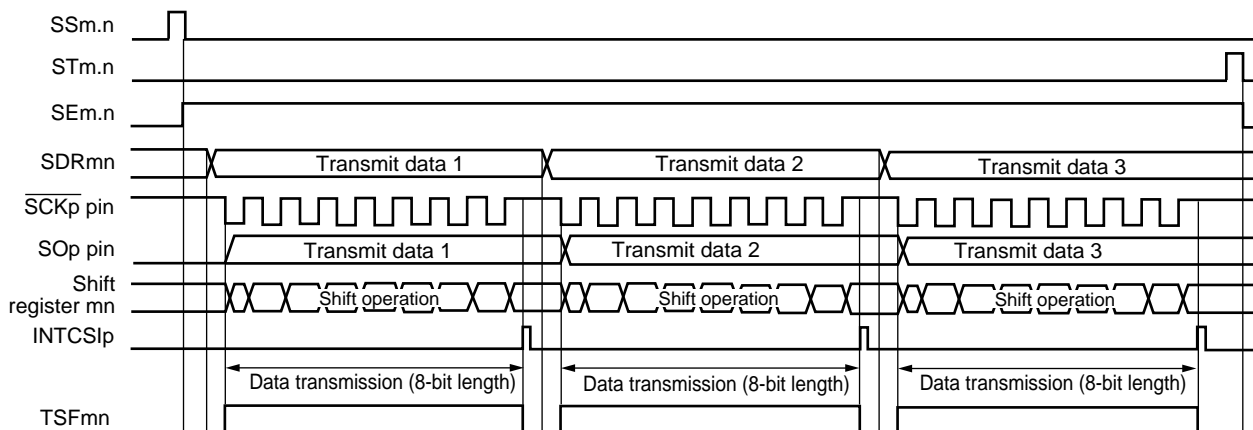 SSm.n
STm.n
SEm.n
SDRmn Transmit data 1 Transmit data 2 Transmit data 3
SCKp pin
SOp pin Transmit data 1 Transmit data 2 Transmit data 3
Shift
register mn Shift operation Shift operation Shift operation
INTCSIp
Data transmission (8-bit length) Data transmission (8-bit length) Data transmission (8-bit length)
TSFmn